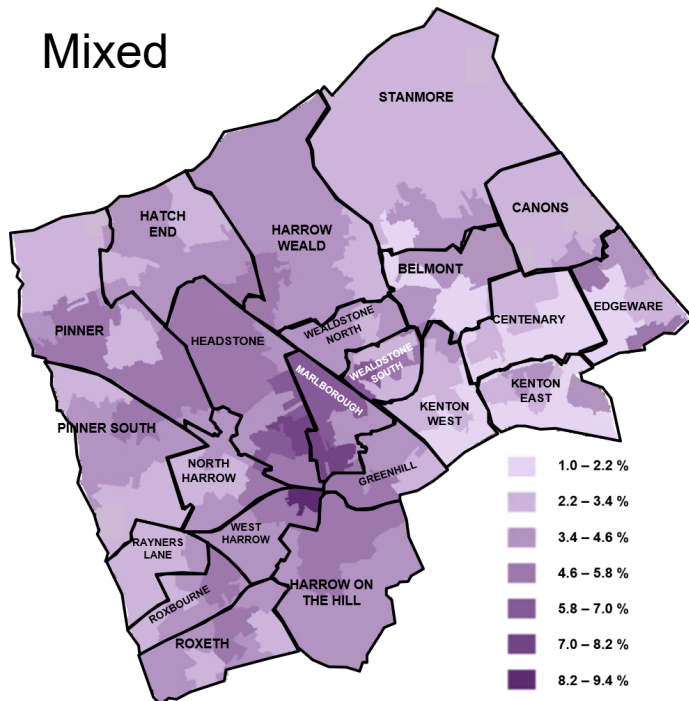 Mixed
STANMORE
HATCH
END
HARROW
WEALD
CANONS
BELMONT
PINNER
HEADSTONE
WEALDSTONE
NORTH
CENTENARY
EDGEWARE
WEALDSTONE
SOUTH
MARLBOROUGH
KENTON
WEST
KENTON
EAST
PINNER SOUTH
NORTH
HARROW
GREENHILL
RAYNERS
LANE
WEST
HARROW
ROXBOURNE
HARROW ON
THE HILL
ROXETH
1.0 – 2.2 %
2.2 – 3.4 %
3.4 – 4.6 %
4.6 – 5.8 %
5.8 – 7.0 %
7.0 – 8.2 %
8.2 – 9.4 %